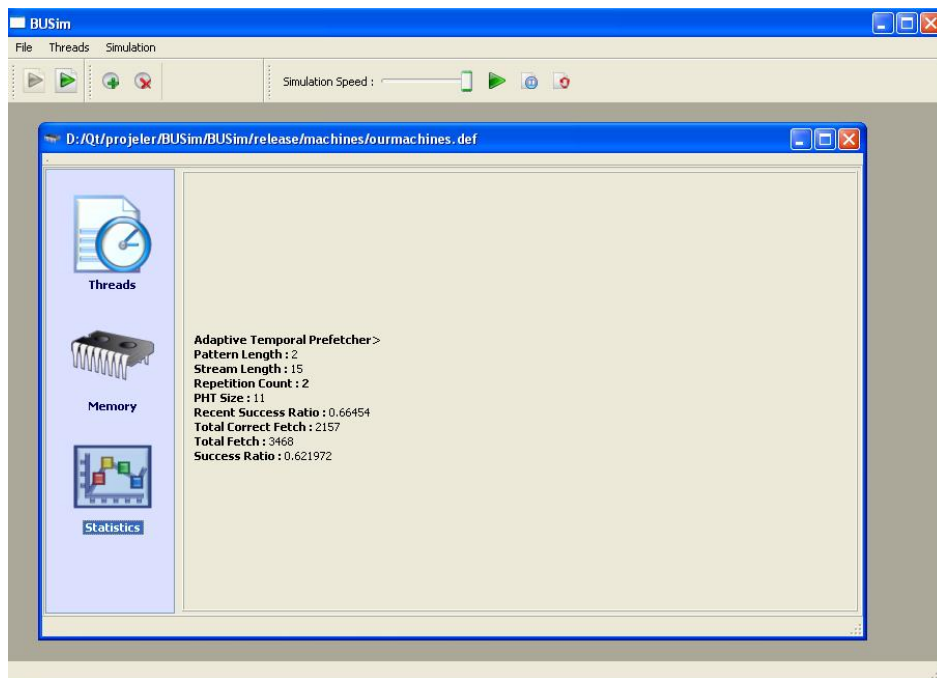 BUSim
File Threads Simulation
Simulation Speed :
D:/Qt/projeler/BUSim/BUSim/release/machines/ourmachines.def
Threads
Memory
Statistics
Adaptive Temporal Prefetcher>
Pattern Length : 2
Stream Length : 15
Repetition Count : 2
PHT Size : 11
Recent Success Ratio : 0.66454
Total Correct Fetch : 2157
Total Fetch : 3468
Success Ratio : 0.621972